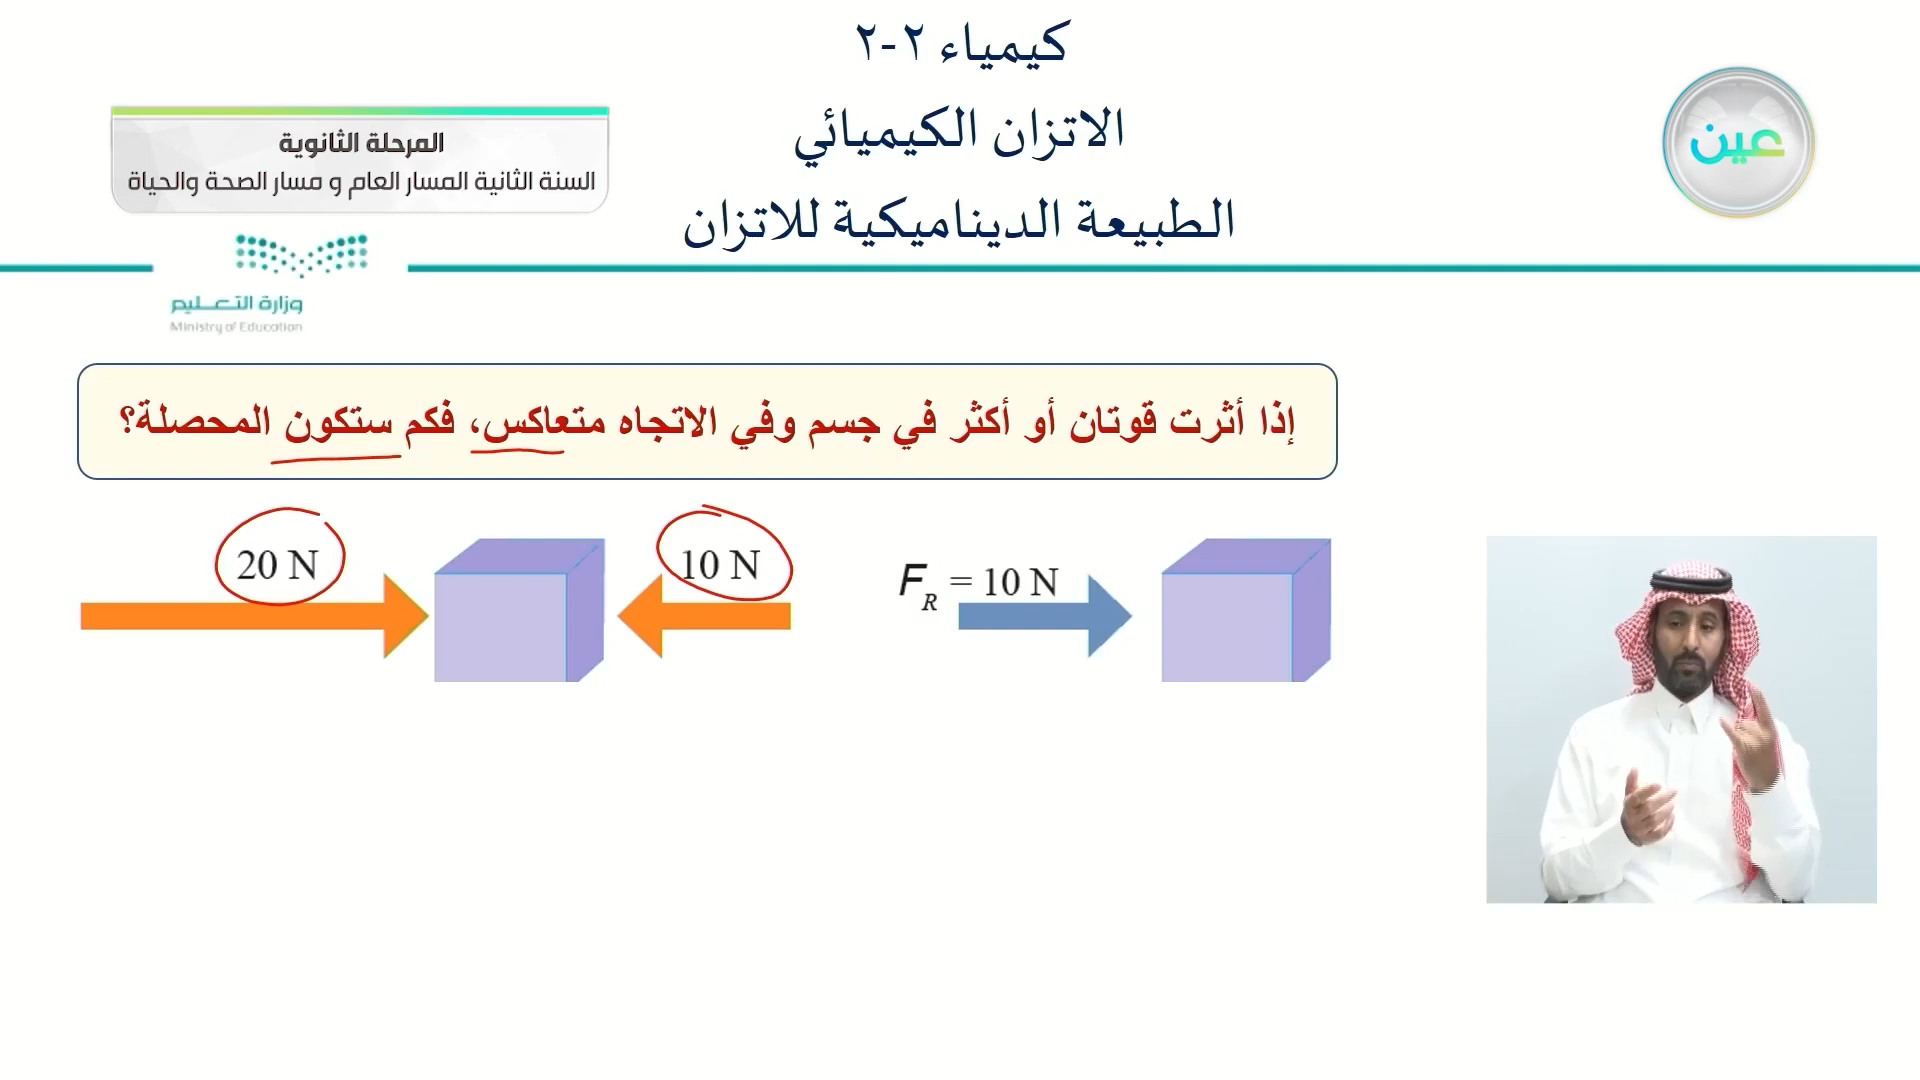 كيمياء ٢-٢
الاتزان الكيميائي
الطبيعة الديناميكية للاتزان
عين
المرحلة الثانوية
السنة الثانية المسار العام و مسار الصحة والحياة
وزارة التعليم
Ministry of Education
إذا أثرت قوتان أو أكثر في جسم وفي الاتجاه متعاكس، فكم ستكون المحصلة؟
20 N
10 N
F_R = 10 N